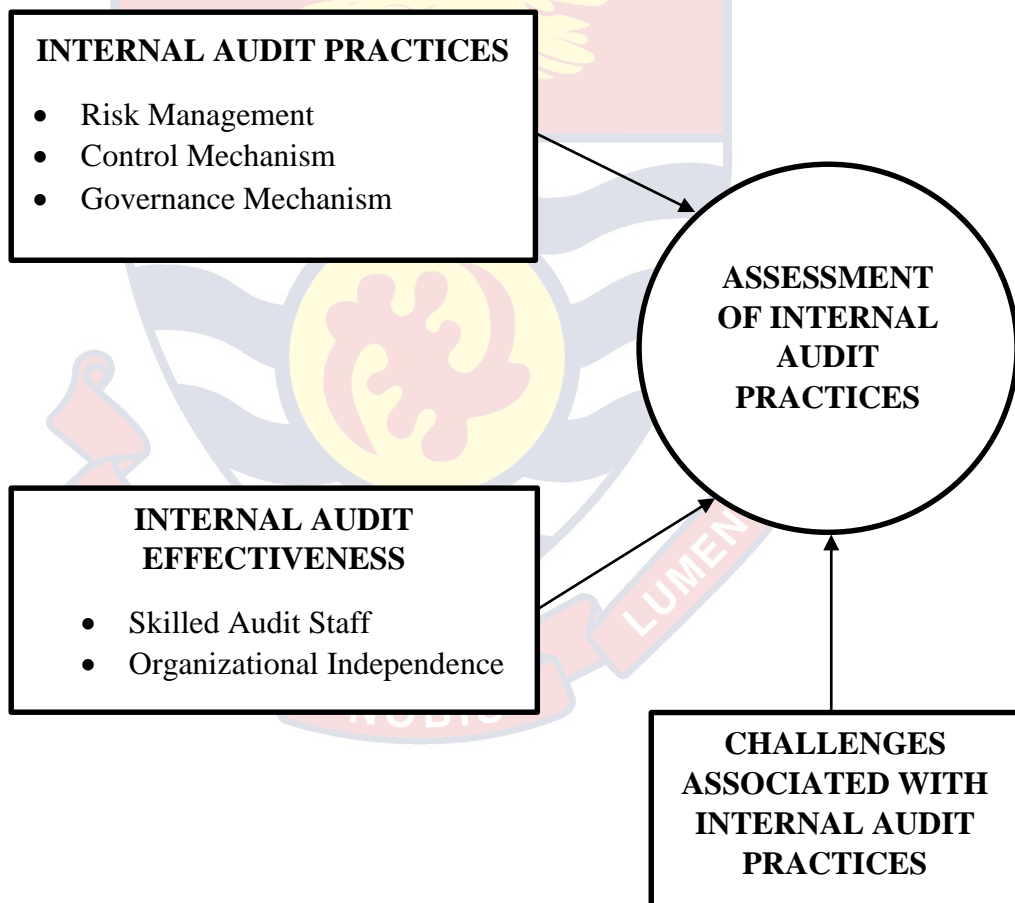 INTERNAL AUDIT PRACTICES
• Risk Management
• Control Mechanism
• Governance Mechanism
ASSESSMENT
OF INTERNAL
AUDIT
PRACTICES
INTERNAL AUDIT
EFFECTIVENESS
• Skilled Audit Staff
• Organizational Independence
LUMEN
CHALLENGES
ASSOCIATED WITH
INTERNAL AUDIT
PRACTICES